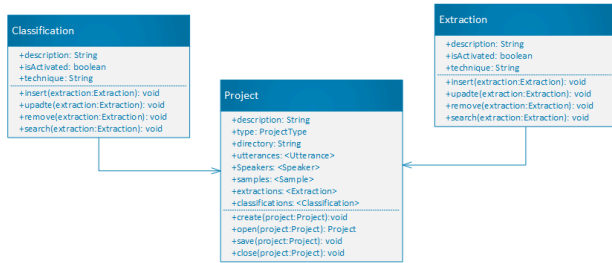 Classification
+description: String
+isActivated: boolean
+technique: String
+insert(extraction:Extraction): void
+upadte(extraction:Extraction): void
+remove(extraction:Extraction): void
+search(extraction:Extraction): void
Project
+description: String
+type: ProjectType
+directory: String
+utterances: <Utterance>
+Speakers: <Speaker>
+samples: <Sample>
+extractions: <Extraction>
+classifications: <Classification>
+create(project:Project):void
+open(project:Project): Project
+save(project:Project): void
+close(project:Project): void
Extraction
+description: String
+isActivated: boolean
+technique: String
+insert(extraction:Extraction): void
+upadte(extraction:Extraction): void
+remove(extraction:Extraction): void
+search(extraction:Extraction): void